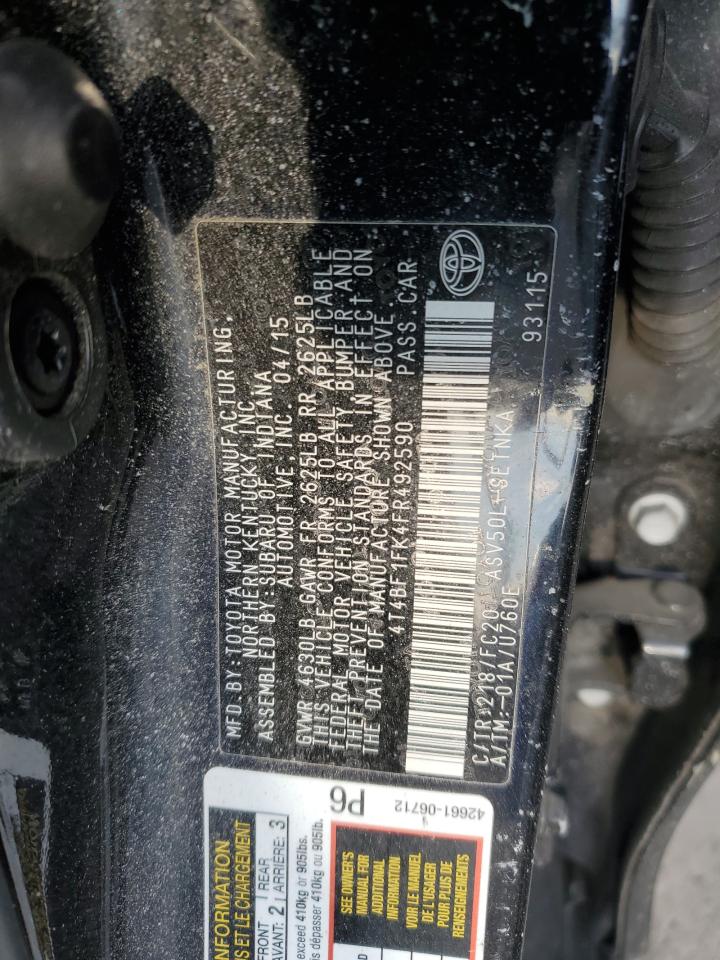 MFD. BY: TOYOTA MOTOR MANUFACTURING.
NORTHERN KENTUCKY, INC.
ASSEMBLED BY: SUBARU OF INDIANA
AUTOMOTIVE INC. 04/15
GVWR 4630LB GAWR FR 2625LB RR 2625LB
THIS VEHICLE CONFORMS TO ALL APPLICABLE
FEDERAL MOTOR VEHICLE SAFETY, BUMPER AND
THEFT PREVENTION STANDARDS IN EFFECT ON
THE DATE OF MANUFACTURE SHOWN ABOVE
4T4BF1FK4FR492590 PASS. CAR
C/TR: 218/FC20 ASV50L-
A/TM: -01A/U760E
93115
P6
42661-06712
INFORMATION
ET LE CHARGEMENT
FRONT 2 REAR 3
AVANT: ARRIÈRE:
exceed 410kg or 905lbs.
dépasser 410kg ou 905lb.
SEE OWNER'S
MANUAL FOR
ADDITIONAL
INFORMATION
VOIR LE MANUEL
DE L'USAGER
POUR PLUS DE
RENSEIGNEMENTS